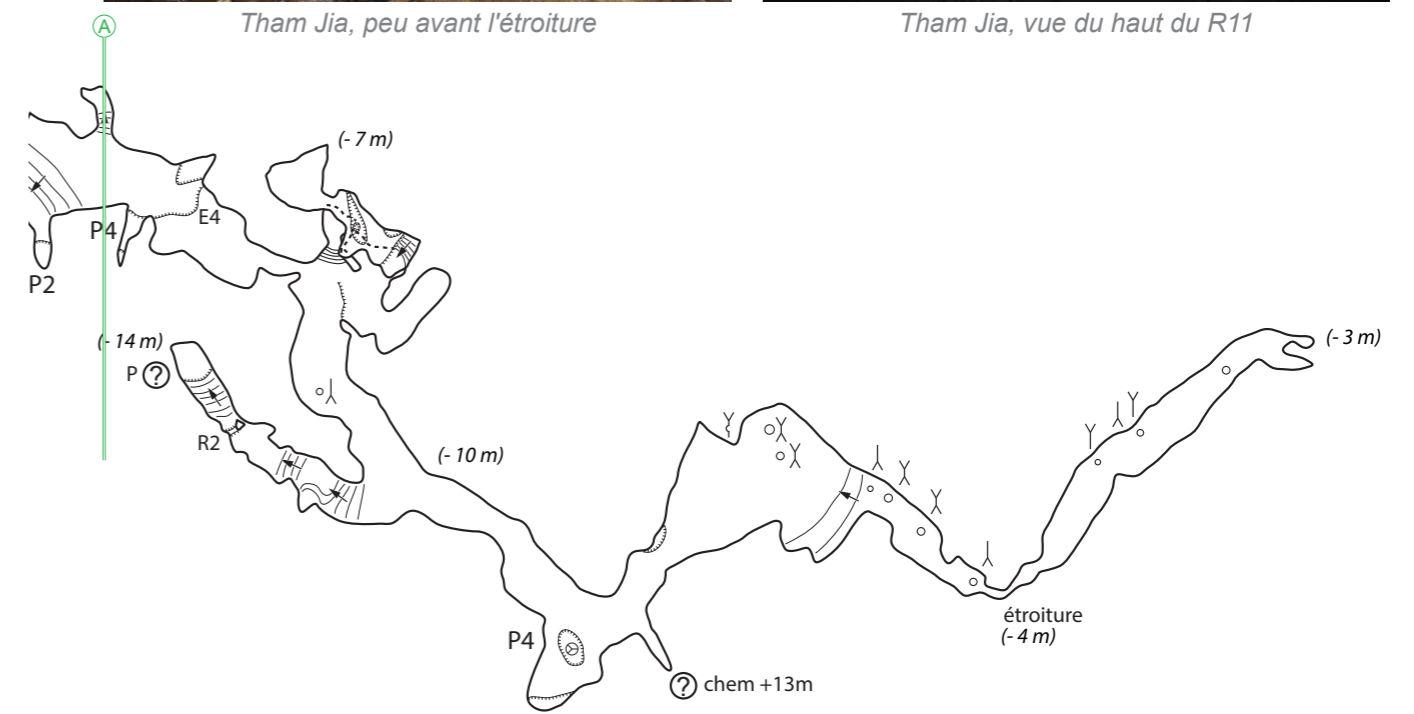 Tham Jia, peu avant l'étroiture
Tham Jia, vue du haut du R11
A
(- 7 m)
E4
P4
P2
(- 14 m)
P ?
R2
(- 10 m)
(- 3 m)
étroiture
(- 4 m)
P4
? chem +13m